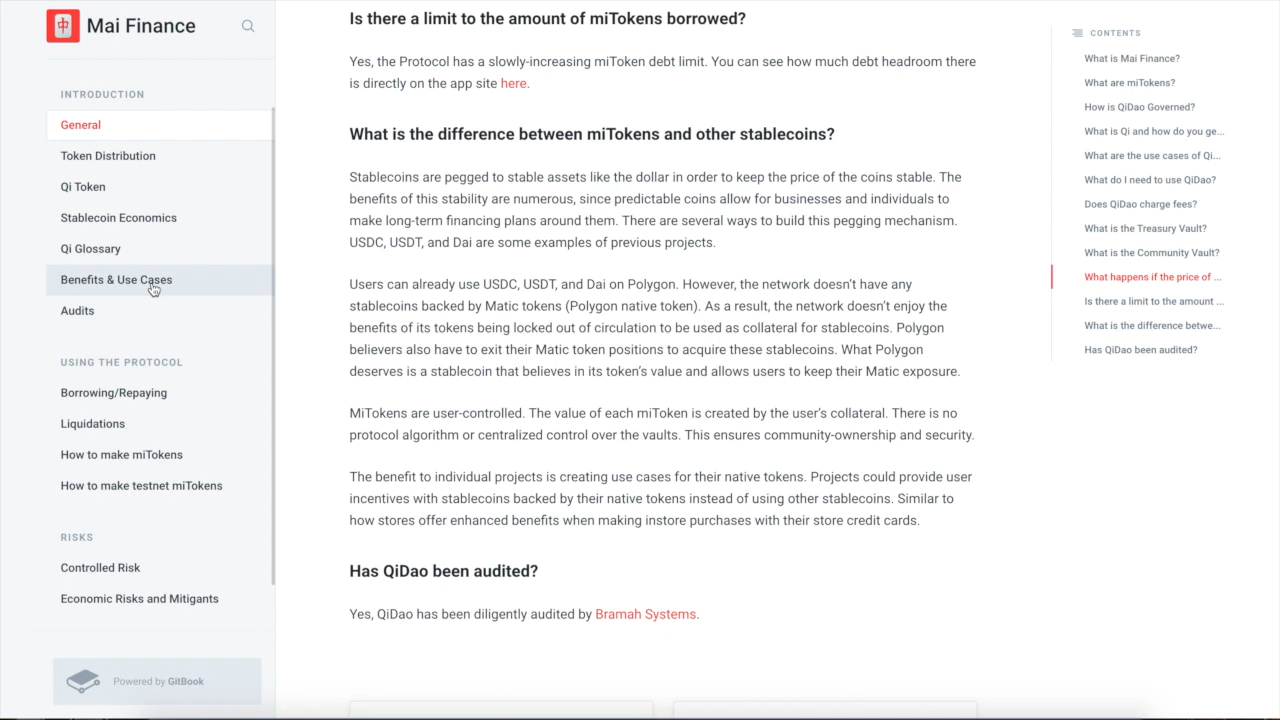 Mai Finance
INTRODUCTION
General
Token Distribution
Qi Token
Stablecoin Economics
Qi Glossary
Benefits & Use Cases
Audits
USING THE PROTOCOL
Borrowing/Repaying
Liquidations
How to make miTokens
How to make testnet miTokens
RISKS
Controlled Risk
Economic Risks and Mitigants
Powered by GitBook
Is there a limit to the amount of miTokens borrowed?
Yes, the Protocol has a slowly-increasing miToken debt limit. You can see how much debt headroom there
is directly on the app site here.
What is the difference between miTokens and other stablecoins?
Stablecoins are pegged to stable assets like the dollar in order to keep the price of the coins stable. The
benefits of this stability are numerous, since predictable coins allow for businesses and individuals to
make long-term financing plans around them. There are several ways to build this pegging mechanism.
USDC, USDT, and Dai are some examples of previous projects.
Users can already use USDC, USDT, and Dai on Polygon. However, the network doesn't have any
stablecoins backed by Matic tokens (Polygon native token). As a result, the network doesn't enjoy the
benefits of its tokens being locked out of circulation to be used as collateral for stablecoins. Polygon
believers also have to exit their Matic token positions to acquire these stablecoins. What Polygon
deserves is a stablecoin that believes in its token's value and allows users to keep their Matic exposure.
MiTokens are user-controlled. The value of each miToken is created by the user's collateral. There is no
protocol algorithm or centralized control over the vaults. This ensures community-ownership and security.
The benefit to individual projects is creating use cases for their native tokens. Projects could provide user
incentives with stablecoins backed by their native tokens instead of using other stablecoins. Similar to
how stores offer enhanced benefits when making instore purchases with their store credit cards.
Has QiDao been audited?
Yes, QiDao has been diligently audited by Bramah Systems.
CONTENTS
What is Mai Finance?
What are miTokens?
How is QiDao Governed?
What is Qi and how do you ge...
What are the use cases of Qi...
What do I need to use QiDao?
Does QiDao charge fees?
What is the Treasury Vault?
What is the Community Vault?
What happens if the price of ...
Is there a limit to the amount ...
What is the difference betwe...
Has QiDao been audited?